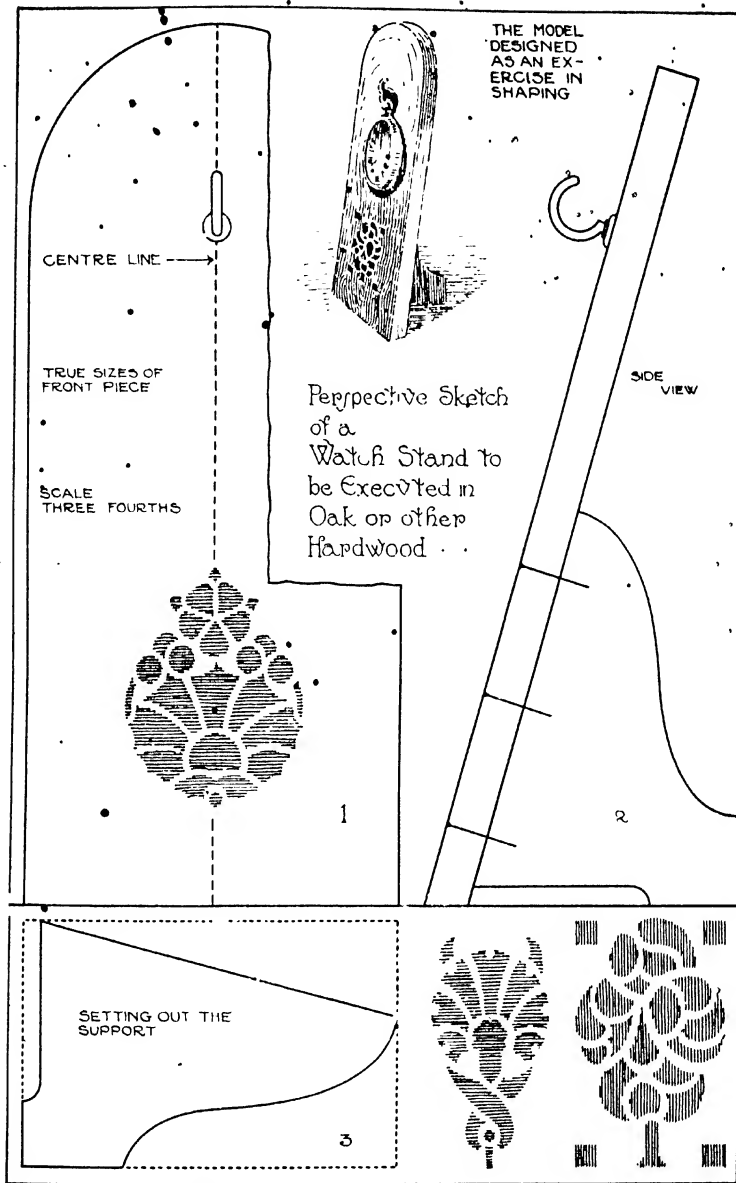 THE MODEL
DESIGNED
AS AN EX-
ERCISE IN
SHAPING
CENTRE LINE
TRUE SIZES OF
FRONT PIECE
SCALE
THREE FOURTHS
Perspective Sketch
of a
Watch Stand to
be Executed in
Oak or other
Hardwood
SIDE
VIEW
1
2
SETTING OUT THE
SUPPORT
3